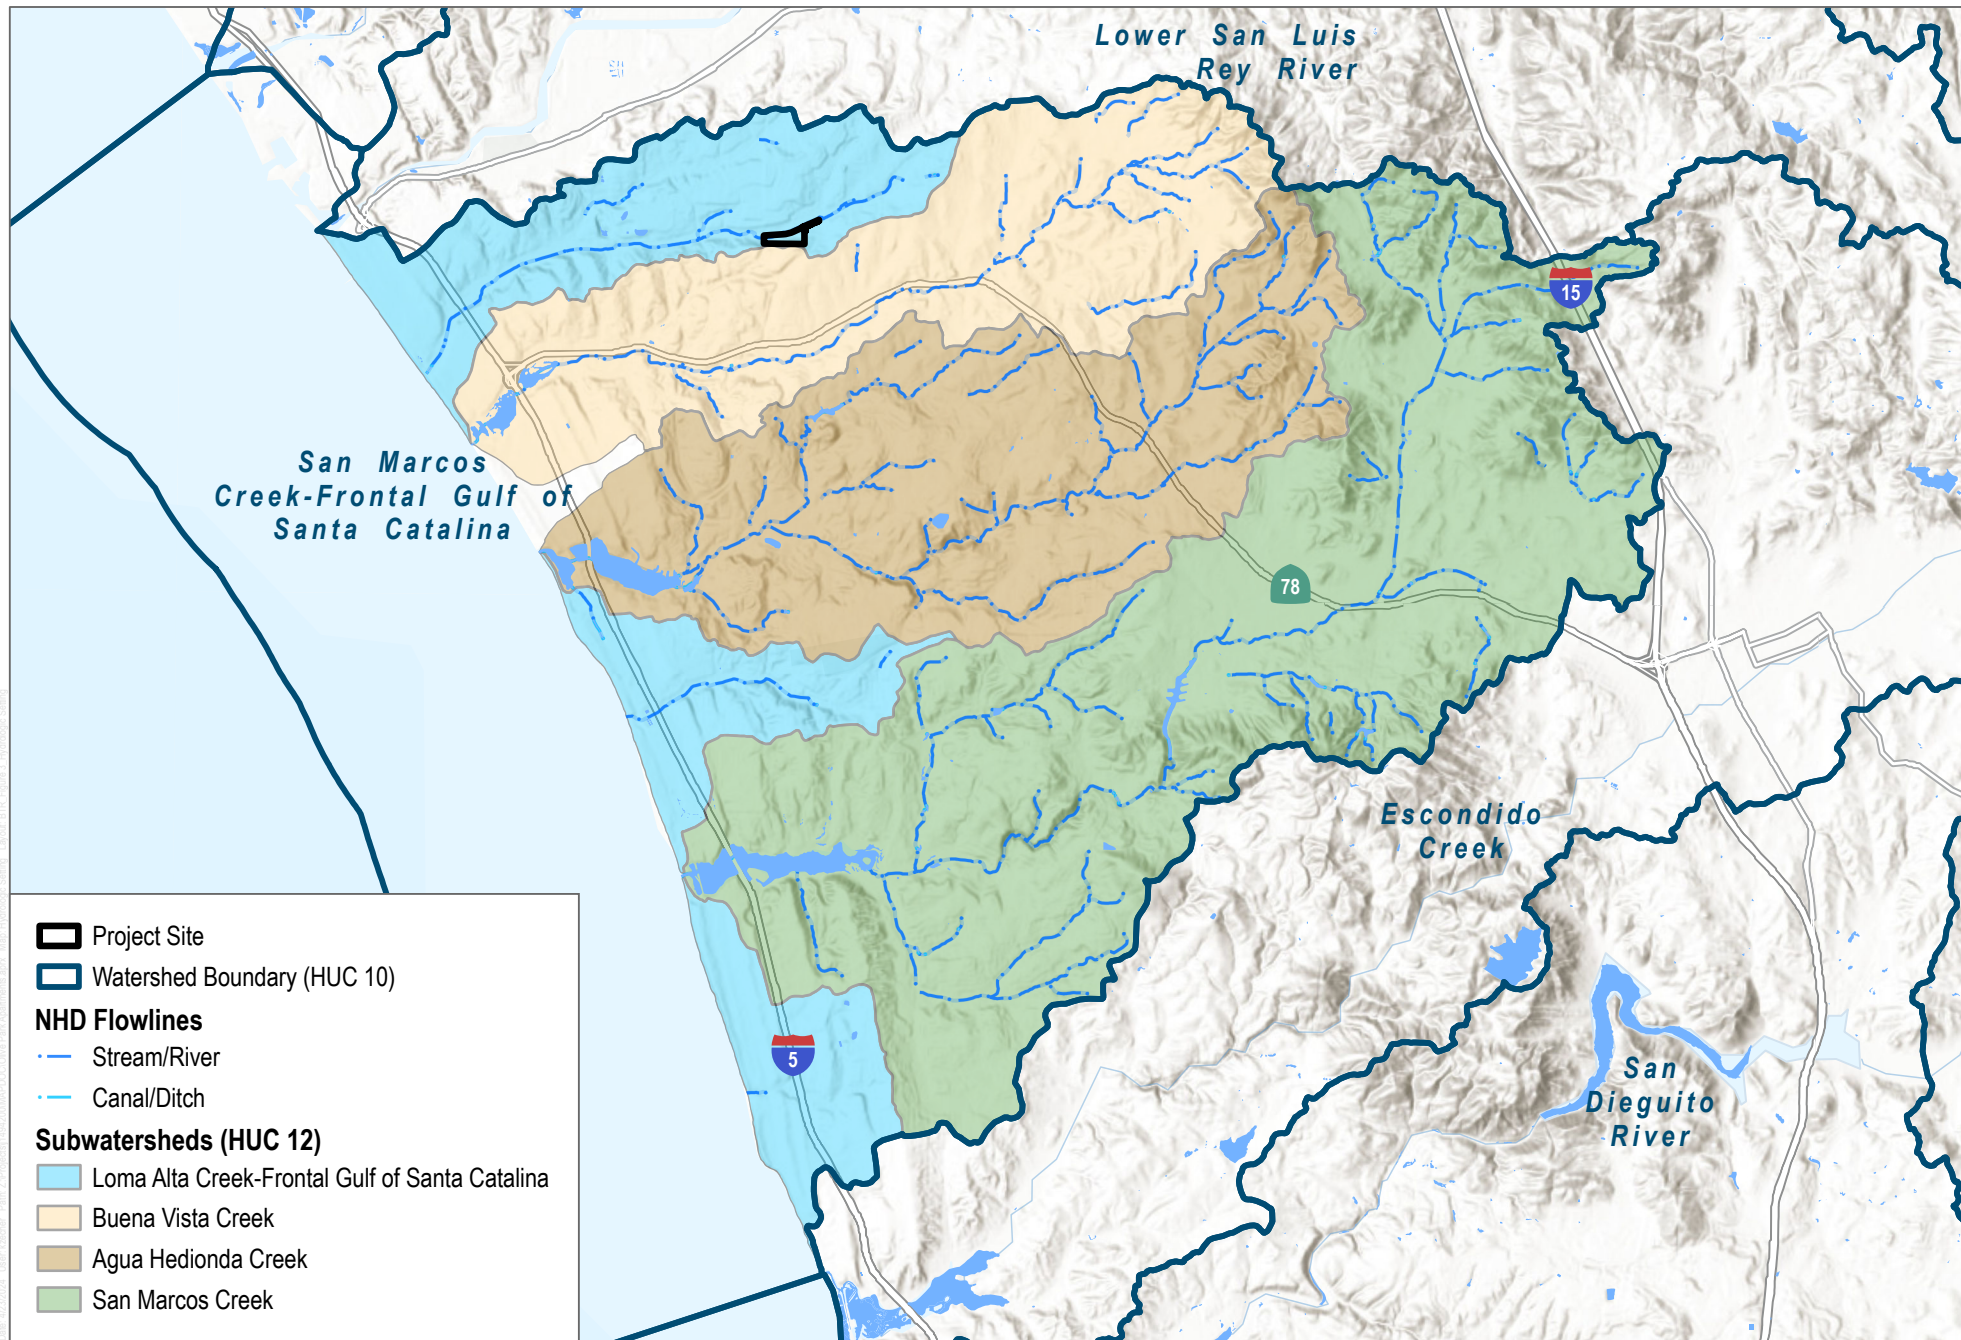 Lower San Luis
Rey River
15
San Marcos
Creek-Frontal Gulf of
Santa Catalina
78
Escondido
Creek
5
San
Dieguito
River
Project Site
Watershed Boundary (HUC 10)
NHD Flowlines
Stream/River
Canal/Ditch
Subwatersheds (HUC 12)
Loma Alta Creek-Frontal Gulf of Santa Catalina
Buena Vista Creek
Agua Hedionda Creek
San Marcos Creek